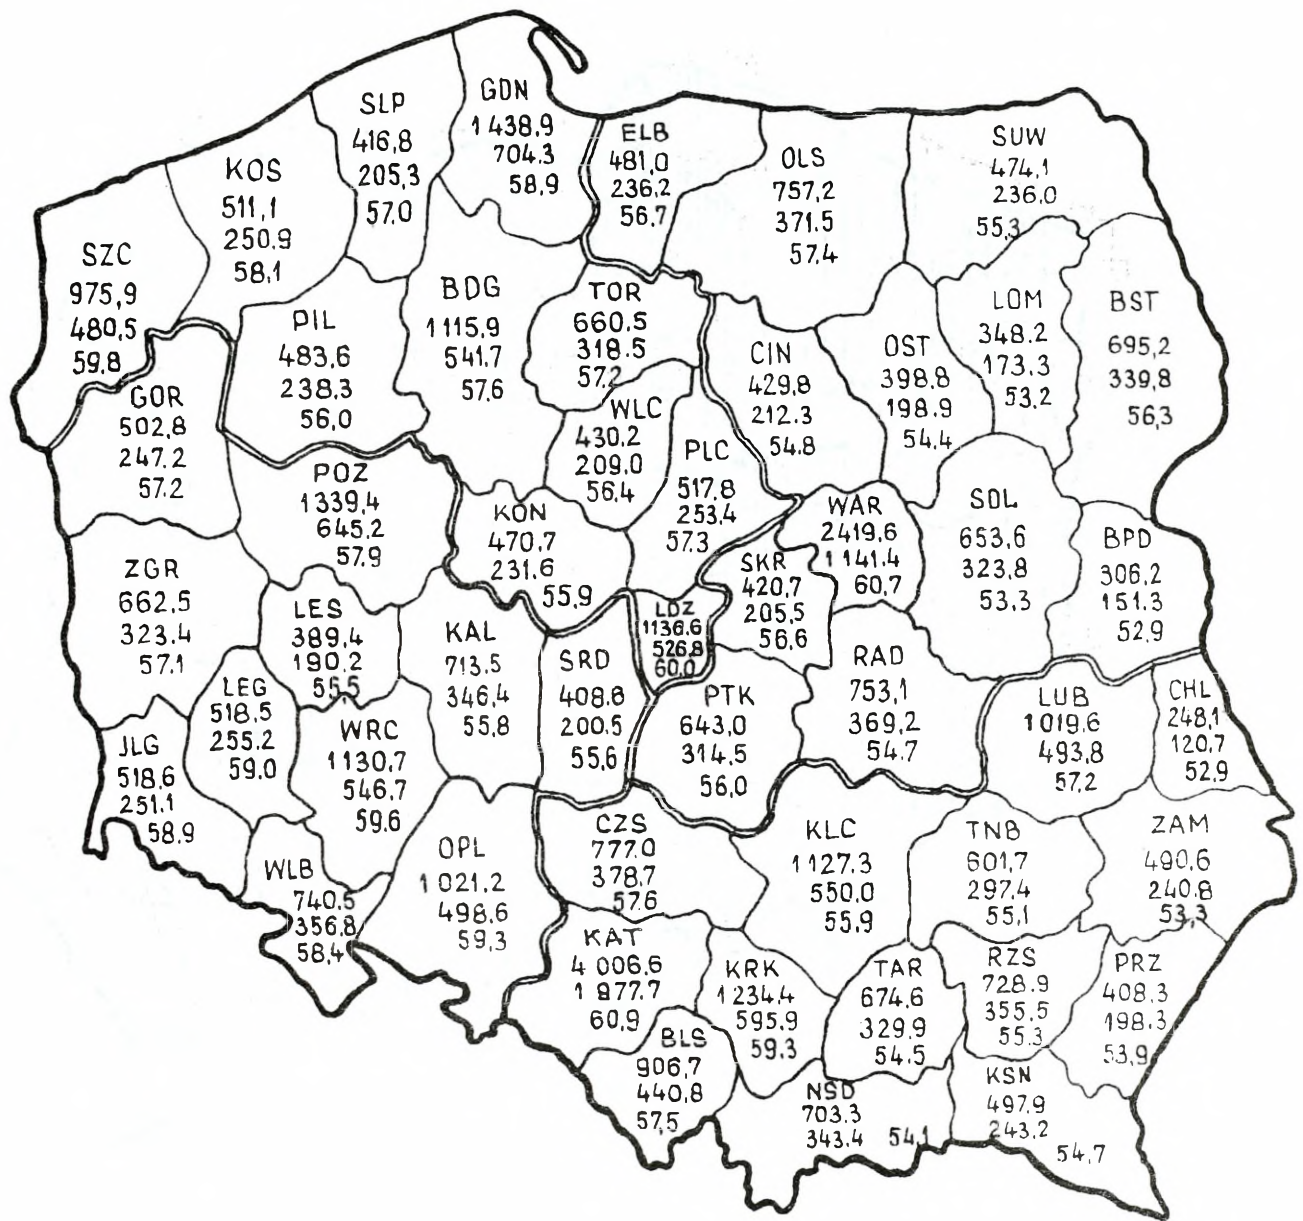 SLP
416,8
205,3
57,0
GDN
1438,9
704.3
58,9
ELB
481,0
236,2
56,7
OLS
757,2
371.5
57.4
SUW
474,1
236.0
55,3
KOS
511,1
250,9
58,1
SZC
975,9
480,5
59,8
PIL
483,6
238,3
56,0
BDG
1115,9
541.7
57,6
TOR
660.5
318.5
57,2
CIN
429,8
212.3
54.8
OST
398,8
198.9
54,4
LOM
348.2
173.3
53,2
BST
695,2
339,8
56,3
GOR
502,8
247.2
57.2
POZ
1339,4
645.2
57,9
WLC
430.2
209.0
56,4
PLC
517,8
253,4
57.3
KON
470.7
231.6
55,9
WAR
2419,6
1141.4
60,7
SDL
653,6
323,8
53,3
BPD
306,2
151.3
52,9
ZGR
662,5
323.4
57.1
LES
389,4
190.2
55,5
KAL
713.5
346,4
55,8
SRD
408.6
200.5
55,6
LDZ
1136.6
526,8
60,0
SKR
420,7
205,5
56,6
RAD
753,1
369,2
54.7
LUB
1019,6
493,8
57,2
CHL
248,1
120,7
52,9
JLG
518,6
251.1
58,9
LEG
518,5
255.2
59.0
WRC
1130,7
546.7
59.6
PTK
643,0
314,5
56,0
WLB
740,5
356,8
58,4
OPL
1021,2
498,6
59,3
CZS
777.0
378,7
57.6
KLC
1127.3
550.0
55,9
TNB
601,7
297.4
55,1
ZAM
490,6
240,8
53,3
KAT
4 006,6
1 977.7
60,9
KRK
1234,4
595,9
59,3
TAR
674,6
329,9
54,5
RZS
728,9
355,5
55,3
PRZ
408,3
198.3
53,9
BLS
906,7
440,8
57,5
NSD
703.3
343.4 54,1
KSN
497.9
243,2
54,7